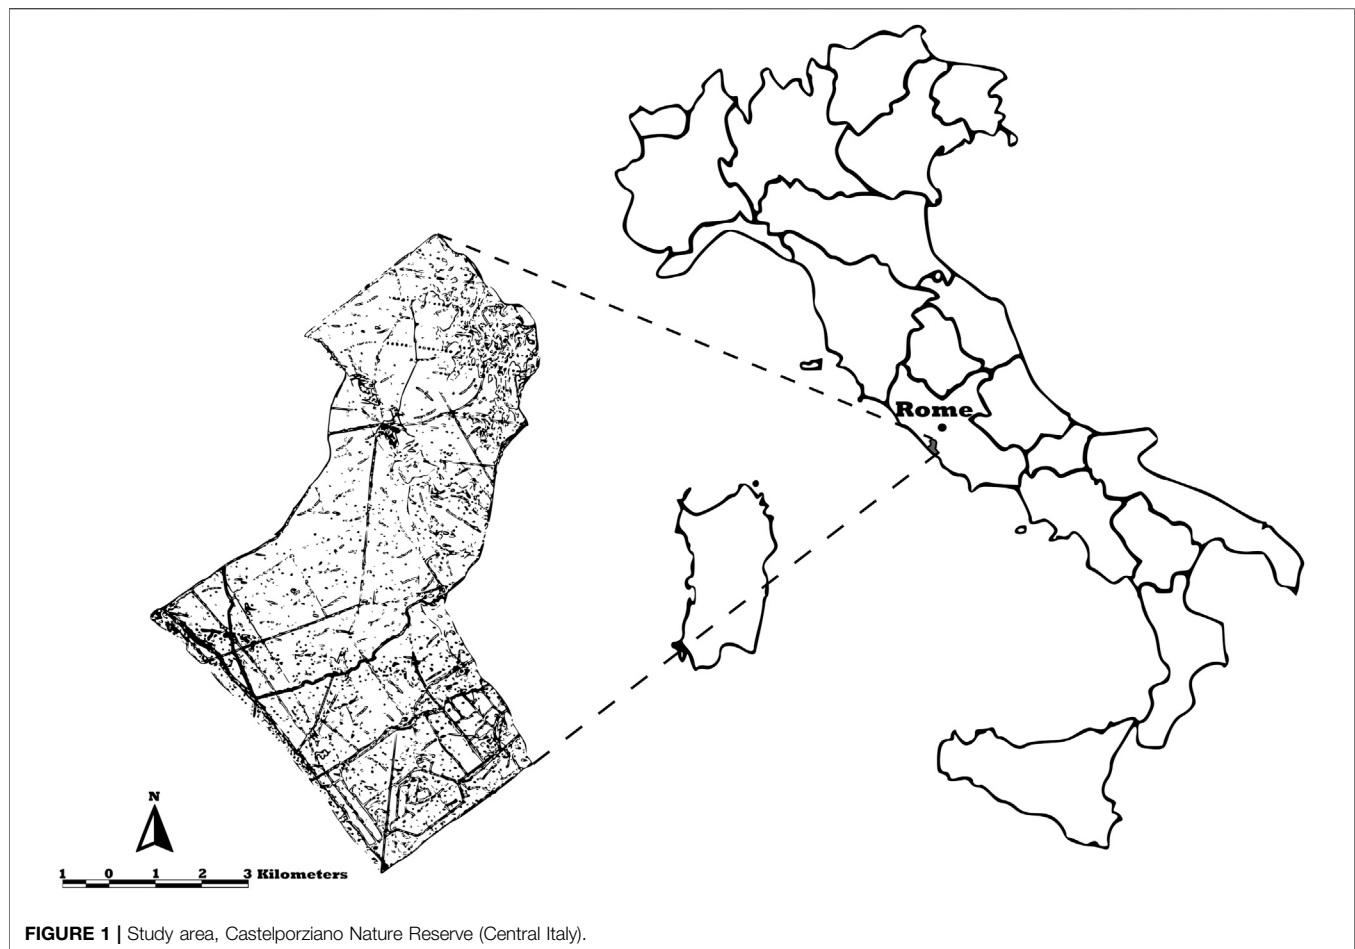 Rome
N
1 0 1 2 3 Kilometers
FIGURE 1 | Study area, Castelporziano Nature Reserve (Central Italy).